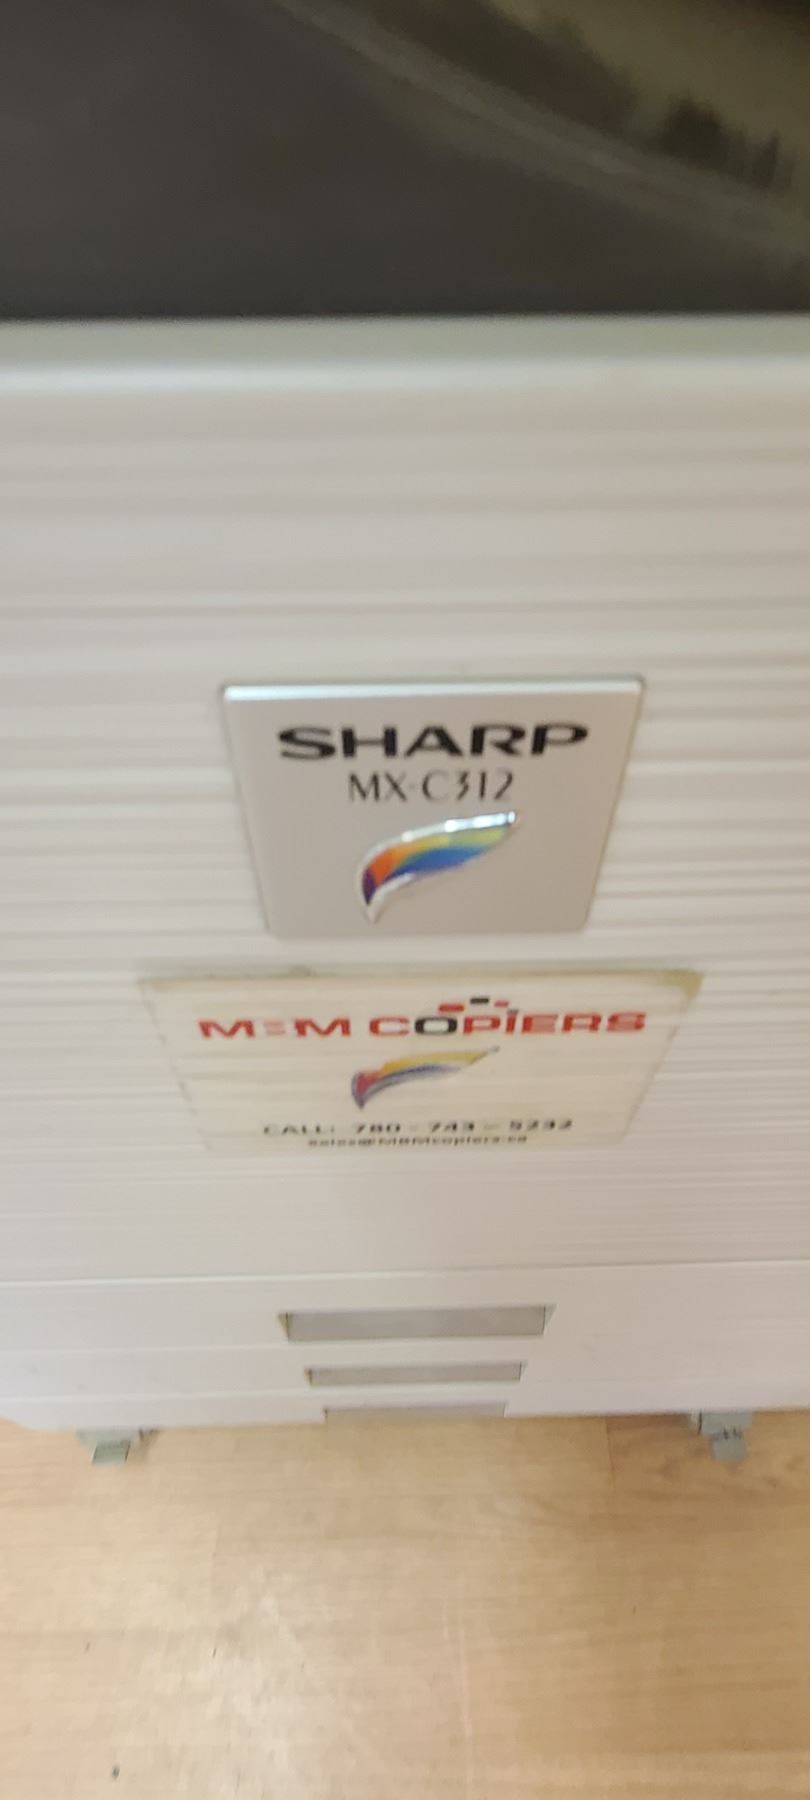 SHARP
MX-C312
COPIERS
CALL: 780 - 743 - 5232